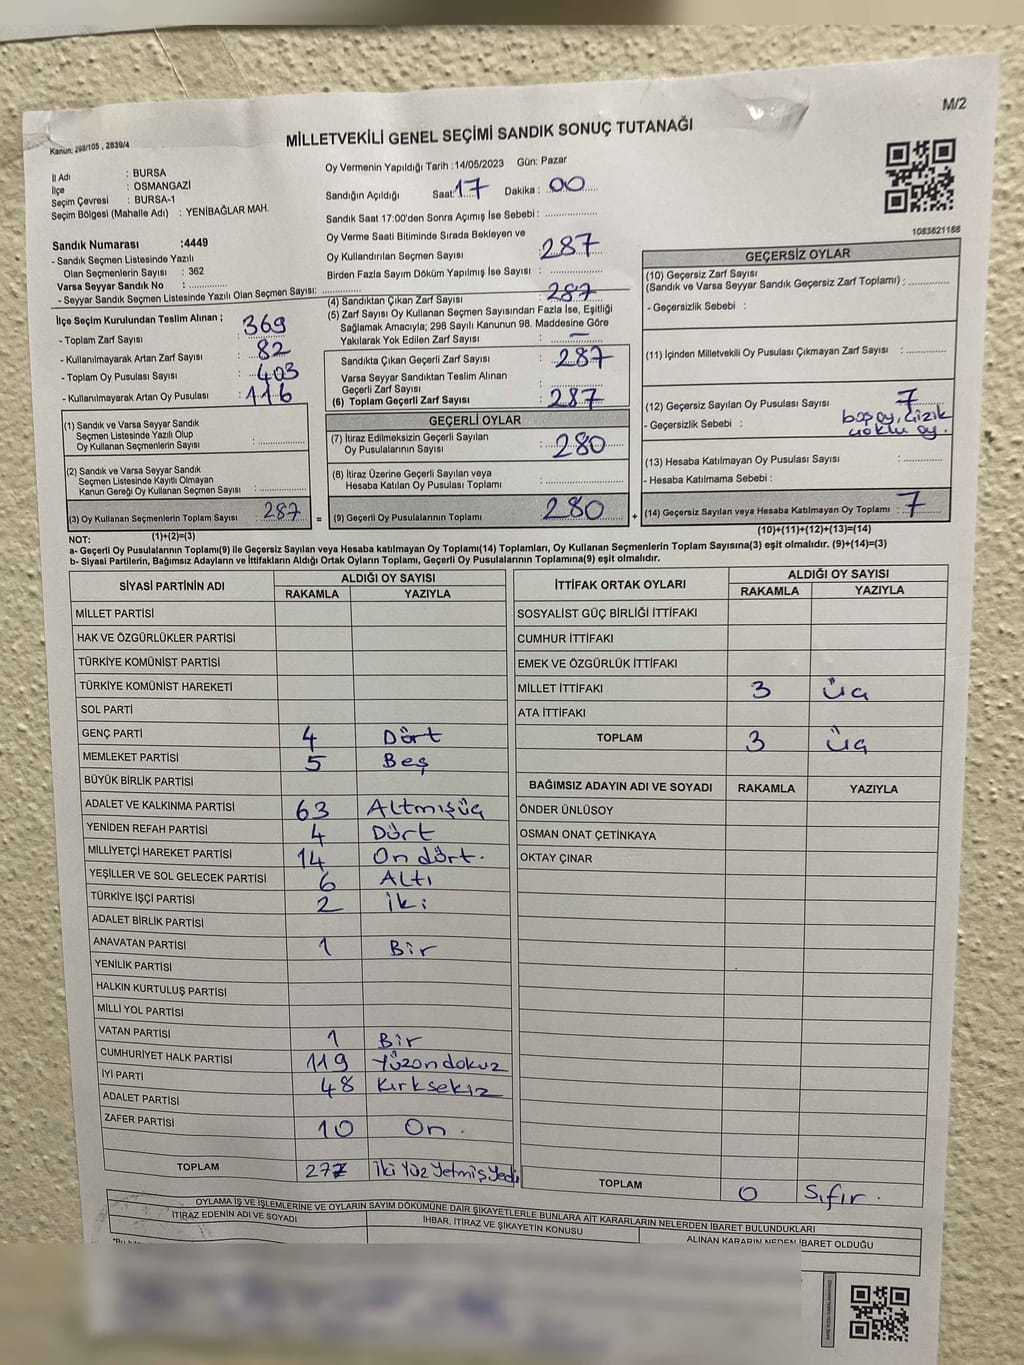 M/2
Kanun: 298/105 , 2839/4
MİLLETVEKİLİ GENEL SEÇİMİ SANDIK SONUÇ TUTANAĞI
İl Adı : BURSA
İlçe : OSMANGAZİ
Seçim Çevresi : BURSA-1
Seçim Bölgesi (Mahalle Adı) : YENİBAĞLAR MAH.
Sandık Numarası :4449
- Sandık Seçmen Listesinde Yazılı
Olan Seçmenlerin Sayısı : 362
Varsa Seyyar Sandık No : ...............
- Seyyar Sandık Seçmen Listesinde Yazılı Olan Seçmen Sayısı: ...............
İlçe Seçim Kurulundan Teslim Alınan ;
- Toplam Zarf Sayısı : 369
- Kullanılmayarak Artan Zarf Sayısı : 82
- Toplam Oy Pusulası Sayısı : 403
- Kullanılmayarak Artan Oy Pusulası : 116
(1) Sandık ve Varsa Seyyar Sandık
Seçmen Listesinde Yazılı Olup
Oy Kullanan Seçmenlerin Sayısı : ...............
(2) Sandık ve Varsa Seyyar Sandık
Seçmen Listesinde Kayıtlı Olmayan
Kanun Gereği Oy Kullanan Seçmen Sayısı : ...............
(3) Oy Kullanan Seçmenlerin Toplam Sayısı : 287
(1)+(2)=(3)
Oy Vermenin Yapıldığı Tarih : 14/05/2023 Gün: Pazar
Sandığın Açıldığı Saat: 17 Dakika : 00
Sandık Saat 17:00'den Sonra Açımış İse Sebebi : ...............
Oy Verme Saati Bitiminde Sırada Bekleyen ve
Oy Kullandırılan Seçmen Sayısı : 287
Birden Fazla Sayım Döküm Yapılmış İse Sayısı : ...............
(4) Sandıktan Çıkan Zarf Sayısı : 287
(5) Zarf Sayısı Oy Kullanan Seçmen Sayısından Fazla İse, Eşitliği
Sağlamak Amacıyla; 298 Sayılı Kanunun 98. Maddesine Göre
Yakılarak Yok Edilen Zarf Sayısı : —
Sandıkta Çıkan Geçerli Zarf Sayısı : 287
Varsa Seyyar Sandıktan Teslim Alınan
Geçerli Zarf Sayısı : ...............
(6) Toplam Geçerli Zarf Sayısı : 287
GEÇERLİ OYLAR
(7) İtiraz Edilmeksizin Geçerli Sayılan
Oy Pusulalarının Sayısı : 280
(8) İtiraz Üzerine Geçerli Sayılan veya
Hesaba Katılan Oy Pusulası Toplamı : ...............
= (9) Geçerli Oy Pusulalarının Toplamı : 280 +
1083821188
GEÇERSİZ OYLAR
(10) Geçersiz Zarf Sayısı
(Sandık ve Varsa Seyyar Sandık Geçersiz Zarf Toplamı) : ...............
- Geçersizlik Sebebi :
(11) İçinden Milletvekili Oy Pusulası Çıkmayan Zarf Sayısı : ...............
(12) Geçersiz Sayılan Oy Pusulası Sayısı : 7
- Geçersizlik Sebebi : boş oy, çizik
çoklu oy.
(13) Hesaba Katılmayan Oy Pusulası Sayısı : ...............
- Hesaba Katılmama Sebebi :
(14) Geçersiz Sayılan veya Hesaba Katılmayan Oy Toplamı : 7
(10)+(11)+(12)+(13)=(14)
NOT:
a- Geçerli Oy Pusulalarının Toplamı(9) ile Geçersiz Sayılan veya Hesaba katılmayan Oy Toplamı(14) Toplamları, Oy Kullanan Seçmenlerin Toplam Sayısına(3) eşit olmalıdır. (9)+(14)=(3)
b- Siyasi Partilerin, Bağımsız Adayların ve İttifakların Aldığı Ortak Oyların Toplamı, Geçerli Oy Pusulalarının Toplamına(9) eşit olmalıdır.
SİYASİ PARTİNİN ADI ALDIĞI OY SAYISI
RAKAMLA YAZIYLA
MİLLET PARTİSİ
HAK VE ÖZGÜRLÜKLER PARTİSİ
TÜRKİYE KOMÜNİST PARTİSİ
TÜRKİYE KOMÜNİST HAREKETİ
SOL PARTİ
GENÇ PARTİ 4 Dört
MEMLEKET PARTİSİ 5 Beş
BÜYÜK BİRLİK PARTİSİ
ADALET VE KALKINMA PARTİSİ 63 Altmışüç
YENİDEN REFAH PARTİSİ 4 Dört
MİLLİYETÇİ HAREKET PARTİSİ 14 On dört.
YEŞİLLER VE SOL GELECEK PARTİSİ 6 Altı
TÜRKİYE İŞÇİ PARTİSİ 2 İki
ADALET BİRLİK PARTİSİ
ANAVATAN PARTİSİ 1 Bir
YENİLİK PARTİSİ
HALKIN KURTULUŞ PARTİSİ
MİLLİ YOL PARTİSİ
VATAN PARTİSİ 1 Bir
CUMHURİYET HALK PARTİSİ 119 Yüzondokuz
İYİ PARTİ 48 Kırksekiz
ADALET PARTİSİ
ZAFER PARTİSİ 10 On.
TOPLAM 277 İkiYüzYetmişYedi
İTTİFAK ORTAK OYLARI ALDIĞI OY SAYISI
RAKAMLA YAZIYLA
SOSYALİST GÜÇ BİRLİĞİ İTTİFAKI
CUMHUR İTTİFAKI
EMEK VE ÖZGÜRLÜK İTTİFAKI
MİLLET İTTİFAKI 3 üç
ATA İTTİFAKI
TOPLAM 3 üç
BAĞIMSIZ ADAYIN ADI VE SOYADI RAKAMLA YAZIYLA
ÖNDER ÜNLÜSOY
OSMAN ONAT ÇETİNKAYA
OKTAY ÇINAR
TOPLAM 0 Sıfır.
OYLAMA İŞ VE İŞLEMLERİNE VE OYLARIN SAYIM DÖKÜMÜNE DAİR ŞİKAYETLERLE BUNLARA AİT KARARLARIN NELERDEN İBARET BULUNDUKLARI
İTİRAZ EDENİN ADI VE SOYADI İHBAR, İTİRAZ VE ŞİKAYETİN KONUSU ALINAN KARARIN NEDEN İBARET OLDUĞU